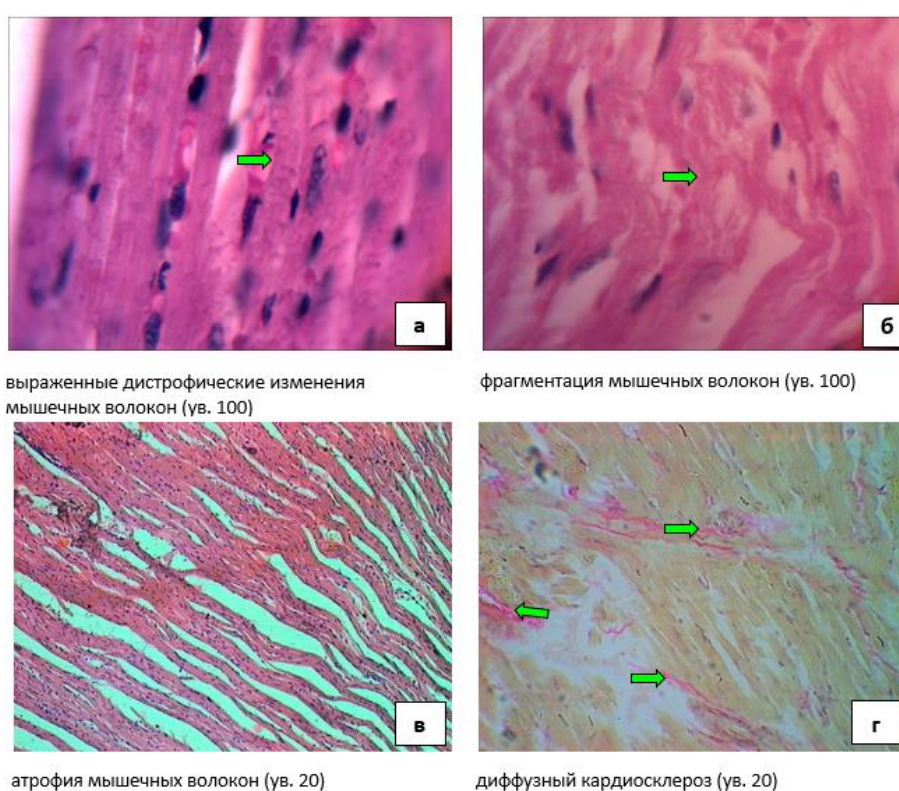 а
б
выраженные дистрофические изменения
мышечных волокон (ув. 100)
фрагментация мышечных волокон (ув. 100)
в
г
атрофия мышечных волокон (ув. 20)
диффузный кардиосклероз (ув. 20)